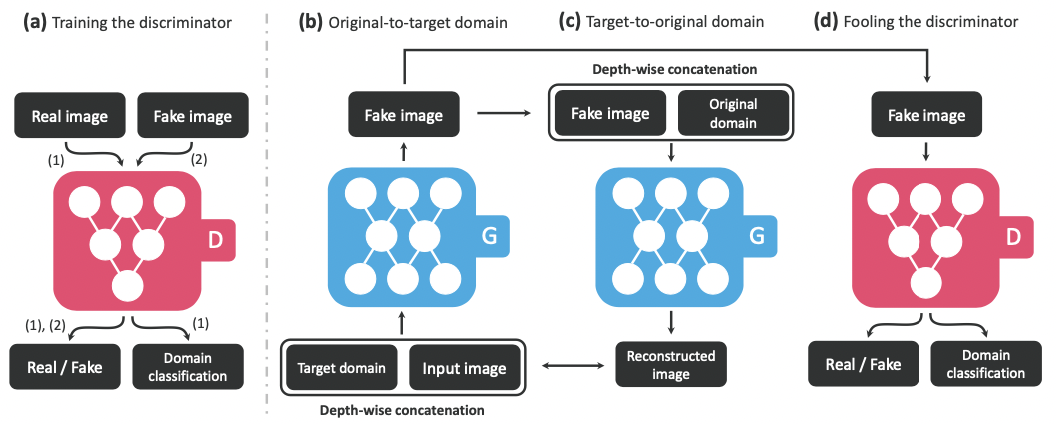 (a) Training the discriminator
(b) Original-to-target domain
(c) Target-to-original domain
(d) Fooling the discriminator
Real image
Fake image
(1)
(2)
D
(1), (2)
(1)
Real / Fake
Domain
classification
Fake image
G
Target domain
Input image
Depth-wise concatenation
Depth-wise concatenation
Fake image
Original
domain
G
Reconstructed
image
Fake image
D
Real / Fake
Domain
classification